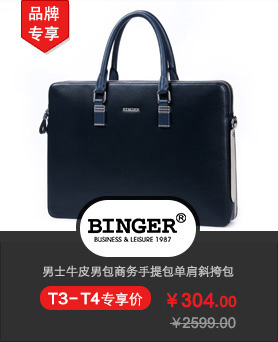 品牌
专享
BINGER
BINGER®
BUSINESS & LEISURE 1987
男士牛皮男包商务手提包单肩斜挎包
T3-T4专享价 ￥304.00
￥2599.00